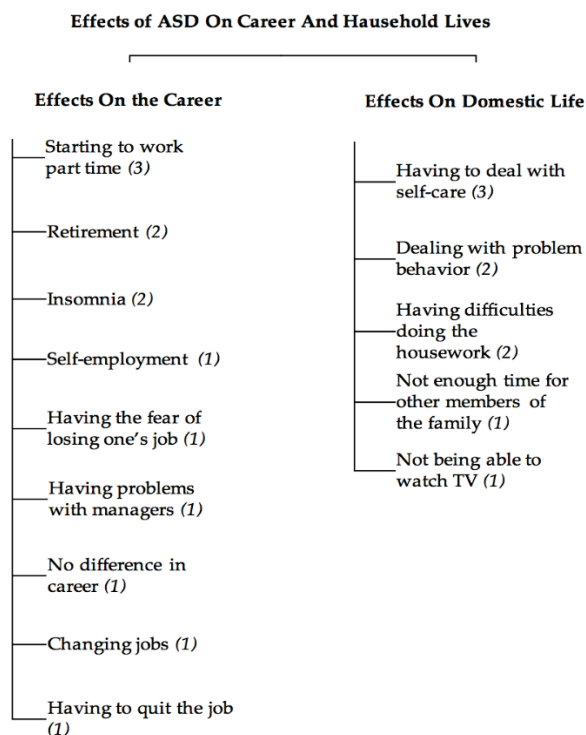 Effects of ASD On Career And Hausehold Lives
Effects On the Career
Starting to work
part time (3)
Retirement (2)
Insomnia (2)
Self-employment (1)
Having the fear of
losing one's job (1)
Having problems
with managers (1)
No difference in
career (1)
Changing jobs (1)
Having to quit the job
(1)
Effects On Domestic Life
Having to deal with
self-care (3)
Dealing with problem
behavior (2)
Having difficulties
doing the
housework (2)
Not enough time for
other members of
the family (1)
Not being able to
watch TV (1)